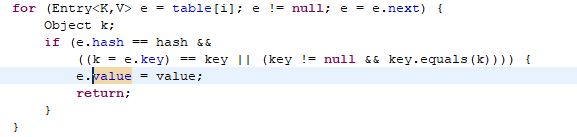 for (Entry<K,V> e = table[i]; e != null; e = e.next) {
Object k;
if (e.hash == hash &&
((k = e.key) == key || (key != null && key.equals(k)))) {
e.value = value;
return;
}
}